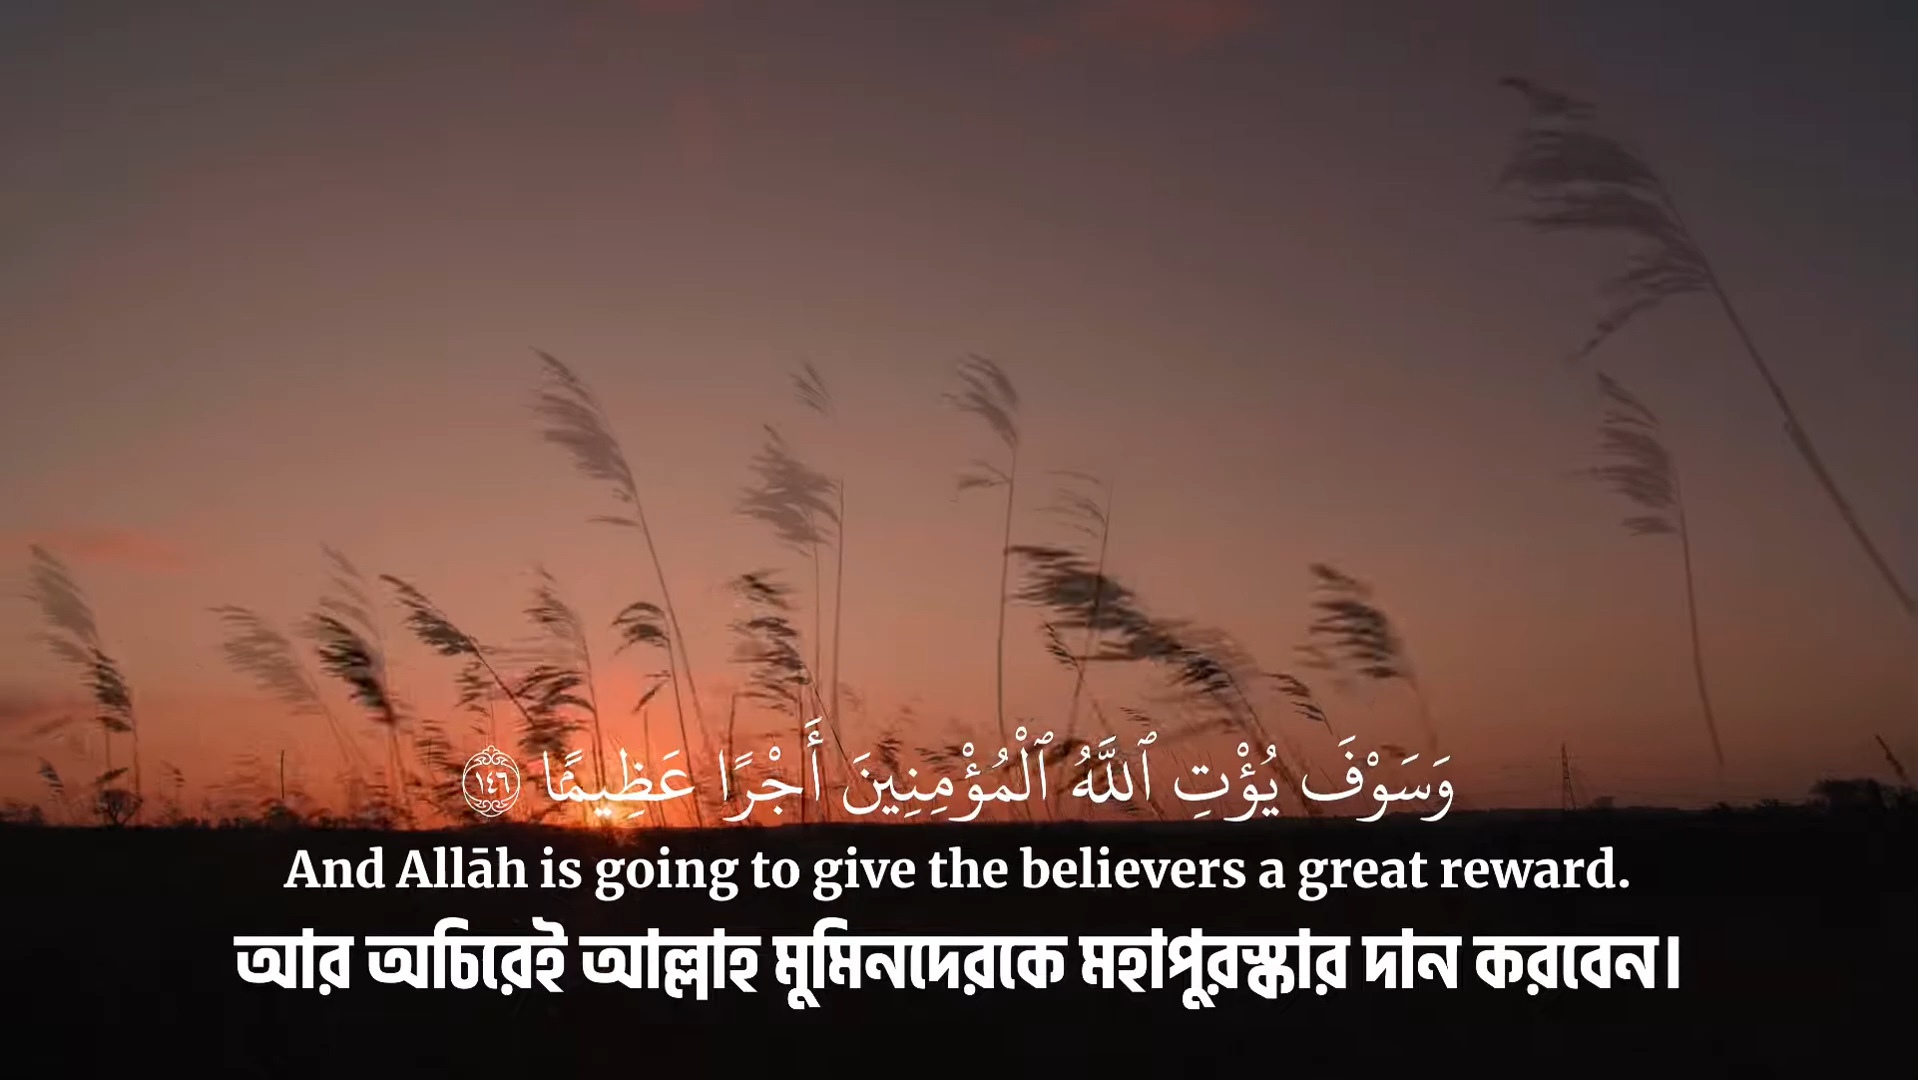 وَسَوْفَ يُؤْتِ ٱللَّهُ ٱلْمُؤْمِنِينَ أَجْرًا عَظِيمًا ١٤٦
And Allāh is going to give the believers a great reward.
আর অচিরেই আল্লাহ মুমিনদেরকে মহাপুরস্কার দান করবেন।